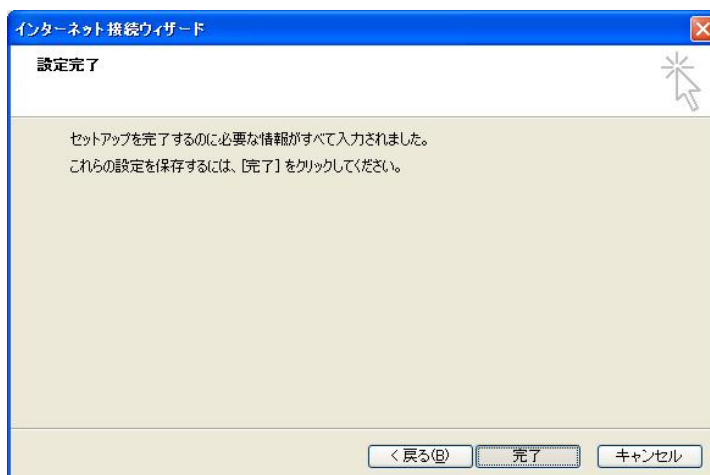 インターネット接続ウィザード
設定完了
セットアップを完了するのに必要な情報がすべて入力されました。
これらの設定を保存するには、[完了] をクリックしてください。
< 戻る(B)
完了
キャンセル